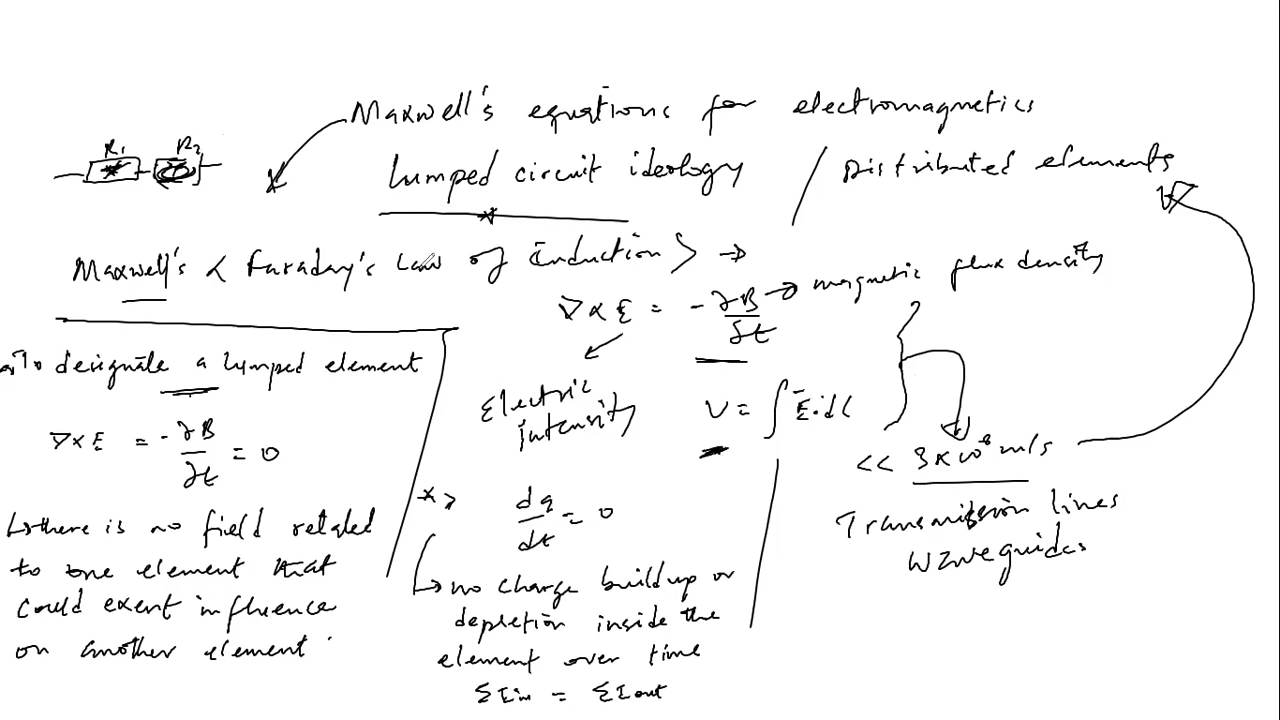 R₁ R₂
Maxwell's equations for electromagnetics
lumped circuit ideology / Distributed elements
Maxwell's < Faraday's Law of Induction > →
∇ × E = - ∂B/∂t → magnetic flux density
Electric intensity
V = ∫ E·dl
<< 3×10⁸ m/s
Transmission lines
Waveguides
To designate a lumped element
∇ × E = - ∂B/∂t = 0
↳ there is no field related
to one element that
could exert influence
on another element
* > dq/dt = 0
↳ no charge buildup or
depletion inside the
element over time
ΣIin = ΣIout